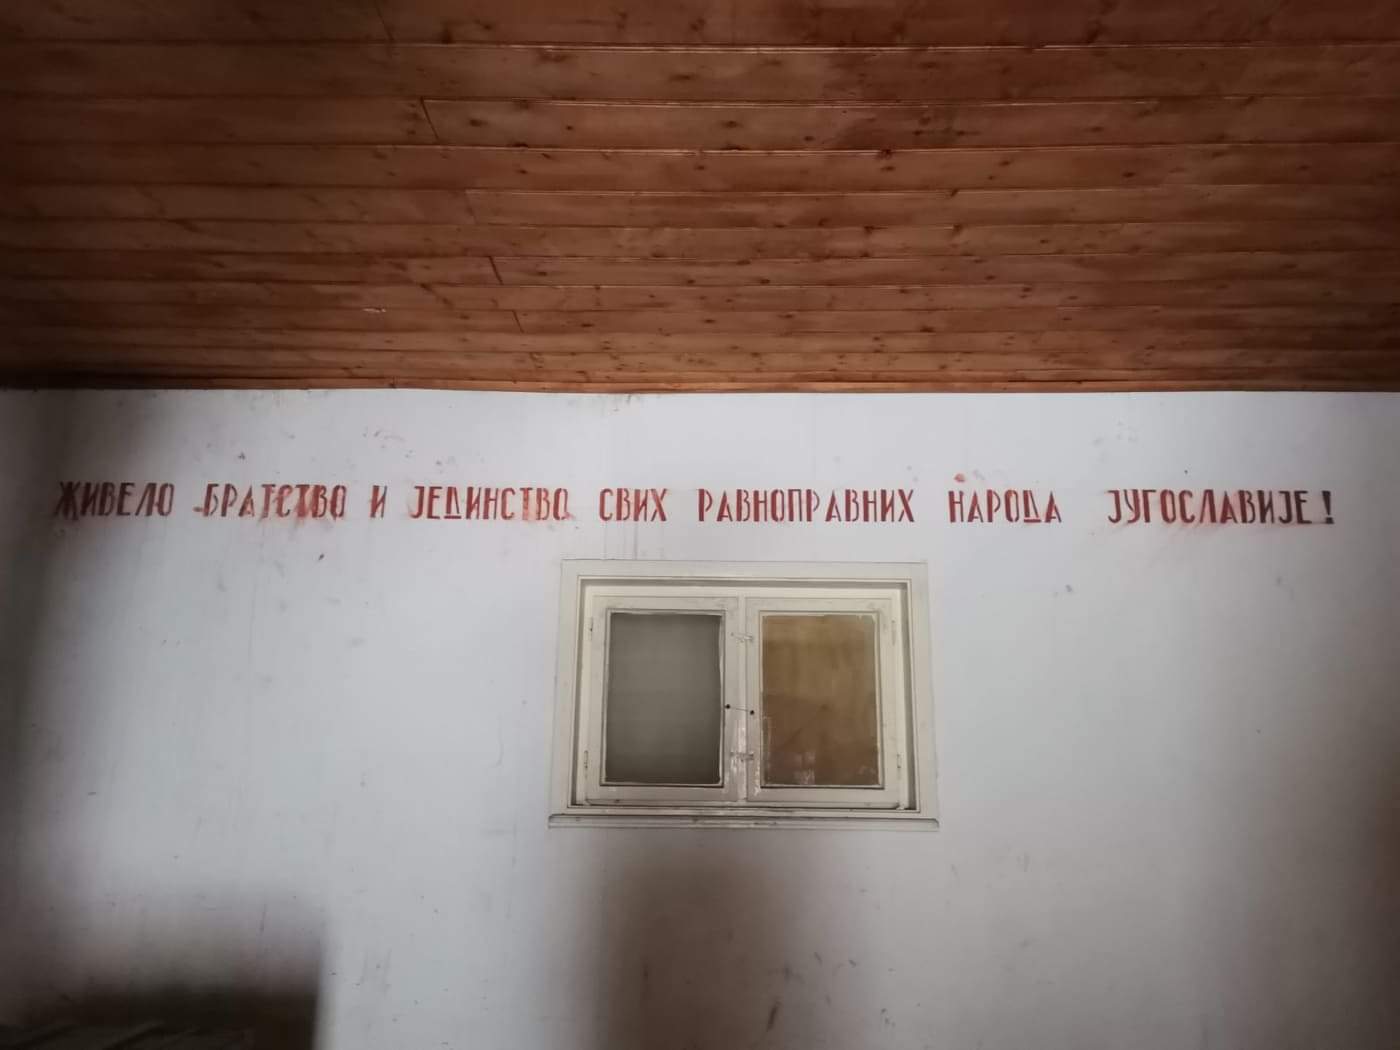 ЖИВЕЛО БРАТСТВО И ЈЕДИНСТВО СВИХ РАВНОПРАВНИХ НАРОДА ЈУГОСЛАВИЈЕ!